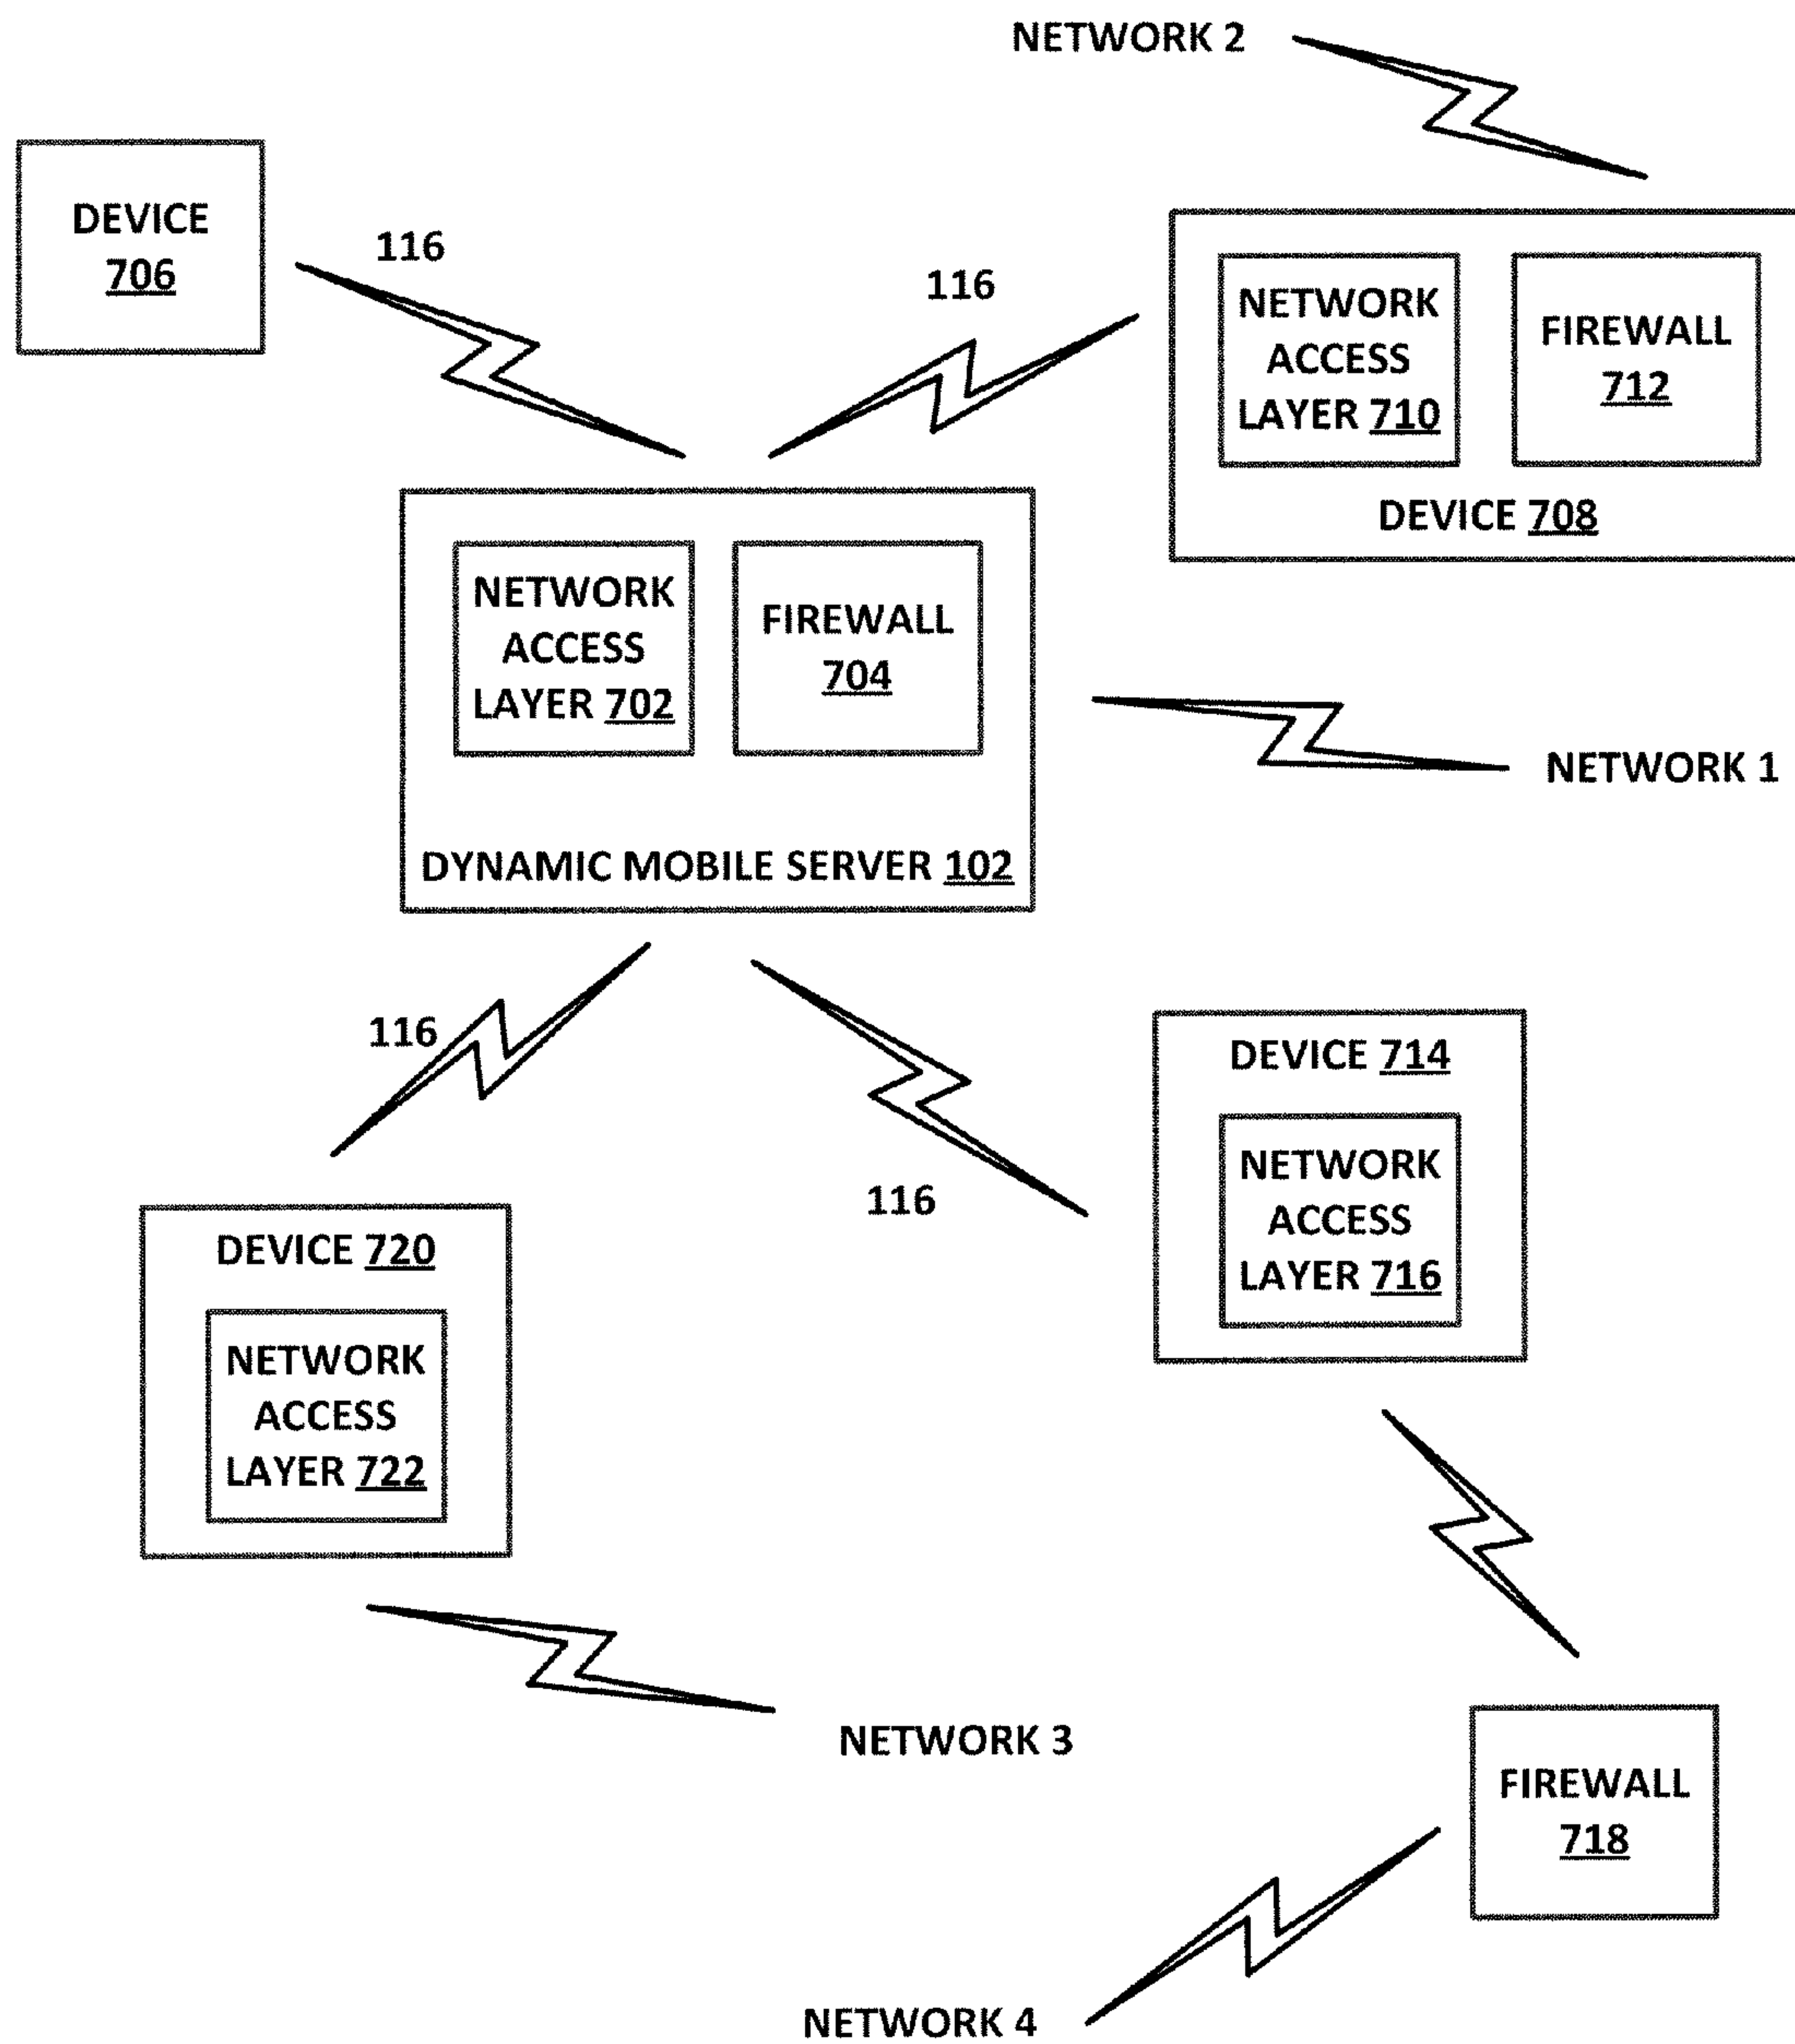 NETWORK 2
DEVICE
706
116
116
NETWORK
ACCESS
LAYER 710
FIREWALL
712
DEVICE 708
NETWORK
ACCESS
LAYER 702
FIREWALL
704
DYNAMIC MOBILE SERVER 102
NETWORK 1
116
116
DEVICE 714
NETWORK
ACCESS
LAYER 716
DEVICE 720
NETWORK
ACCESS
LAYER 722
NETWORK 3
FIREWALL
718
NETWORK 4